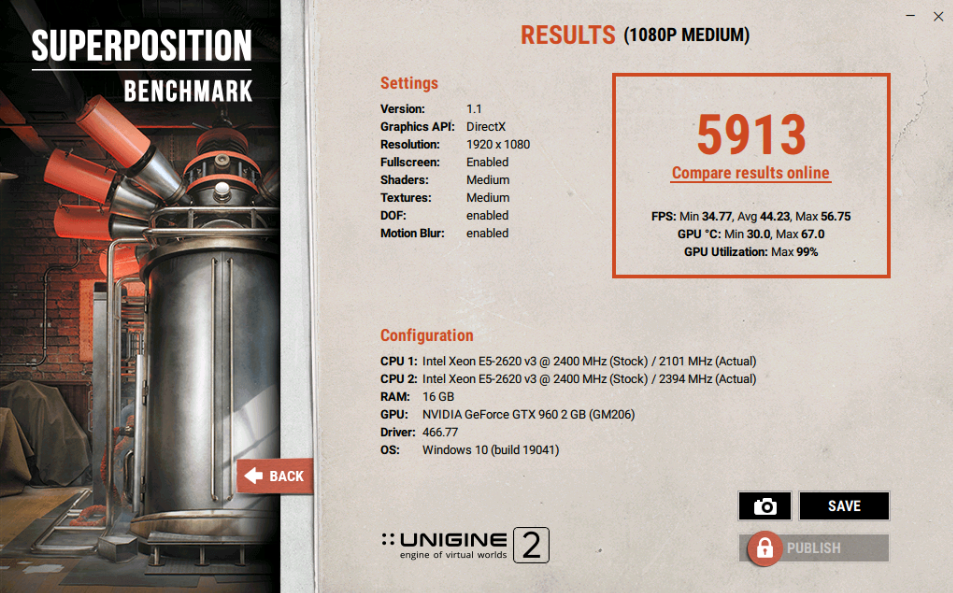 SUPERPOSITION
BENCHMARK
RESULTS (1080P MEDIUM)
Settings
Version: 1.1
Graphics API: DirectX
Resolution: 1920 x 1080
Fullscreen: Enabled
Shaders: Medium
Textures: Medium
DOF: enabled
Motion Blur: enabled
5913
Compare results online
FPS: Min 34.77, Avg 44.23, Max 56.75
GPU °C: Min 30.0, Max 67.0
GPU Utilization: Max 99%
Configuration
CPU 1: Intel Xeon E5-2620 v3 @ 2400 MHz (Stock) / 2101 MHz (Actual)
CPU 2: Intel Xeon E5-2620 v3 @ 2400 MHz (Stock) / 2394 MHz (Actual)
RAM: 16 GB
GPU: NVIDIA GeForce GTX 960 2 GB (GM206)
Driver: 466.77
OS: Windows 10 (build 19041)
BACK
SAVE
UNIGINE 2
engine of virtual worlds
PUBLISH